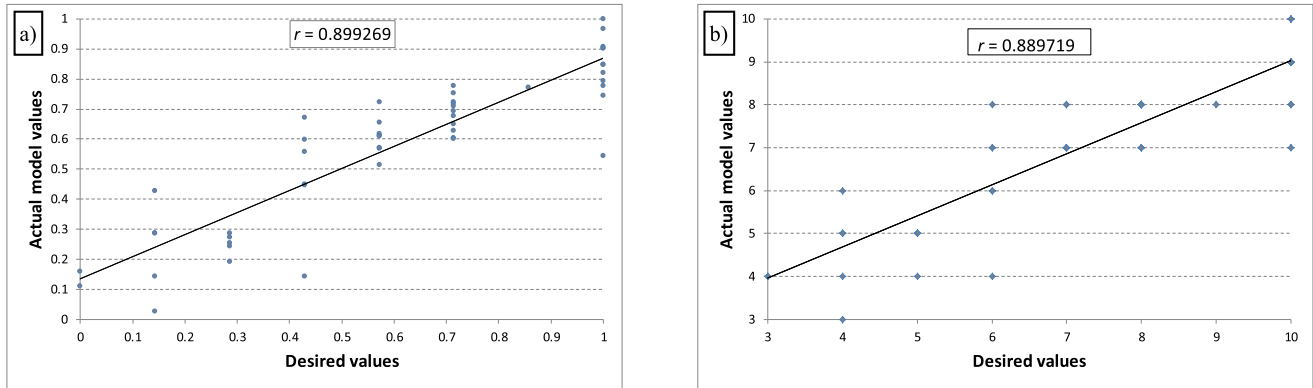 a)
r = 0.899269
Actual model values
1
0.9
0.8
0.7
0.6
0.5
0.4
0.3
0.2
0.1
0
0 0.1 0.2 0.3 0.4 0.5 0.6 0.7 0.8 0.9 1
Desired values
b)
r = 0.889719
Actual model values
10
9
8
7
6
5
4
3
3 4 5 6 7 8 9 10
Desired values